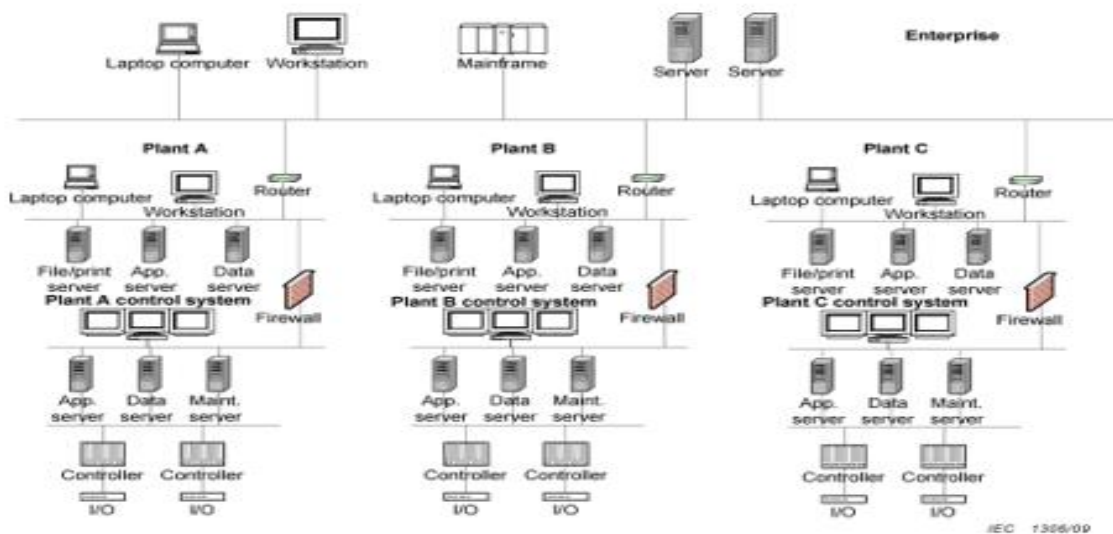 Enterprise
Laptop computer Workstation Mainframe Server Server
Plant A Plant B Plant C
Laptop computer Workstation Router
Laptop computer Workstation Router
Laptop computer Workstation Router
File/print server App. server Data server
Plant A control system Firewall
File/print server App. server Data server
Plant B control system Firewall
File/print server App. server Data server
Plant C control system Firewall
App. server Data server Maint. server
App. server Data server Maint. server
App. server Data server Maint. server
Controller Controller
Controller Controller
Controller Controller
I/O I/O
I/O I/O
I/O I/O
IEC 1306/09